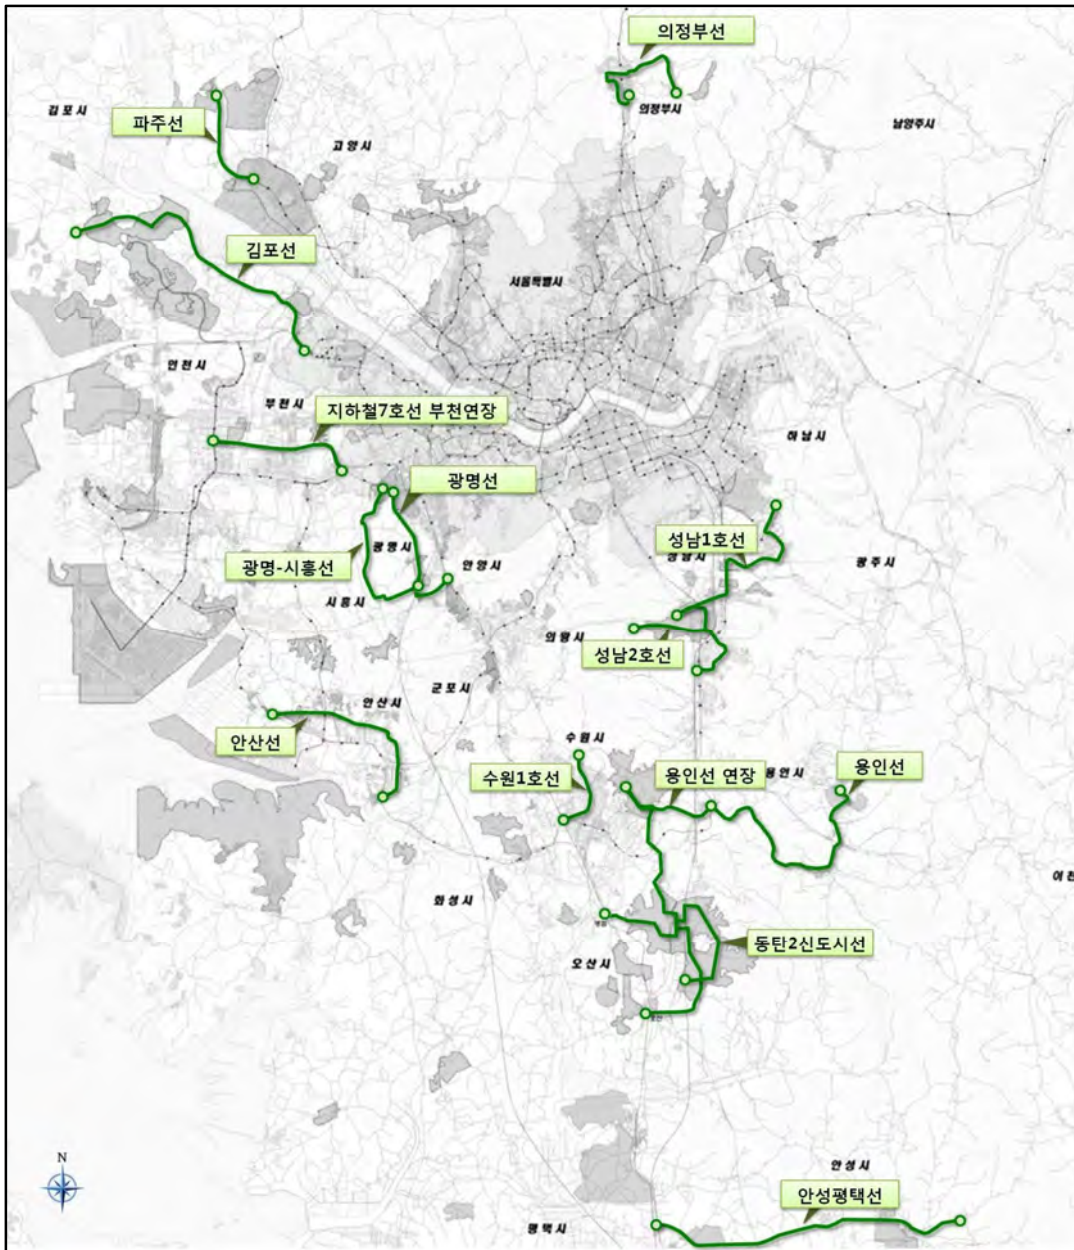 의정부선
김포시
파주선
의정부시
남양주시
고양시
김포선
서울특별시
인천시
부천시
지하철7호선 부천연장
하남시
광명선
성남1호선
광명시
광명-시흥선
안양시
성남시
광주시
시흥시
의왕시
성남2호선
군포시
안산시
안산선
수원시
수원1호선
용인선 연장
용인시
용인선
화성시
동탄2신도시선
오산시
N
안성시
안성평택선
평택시